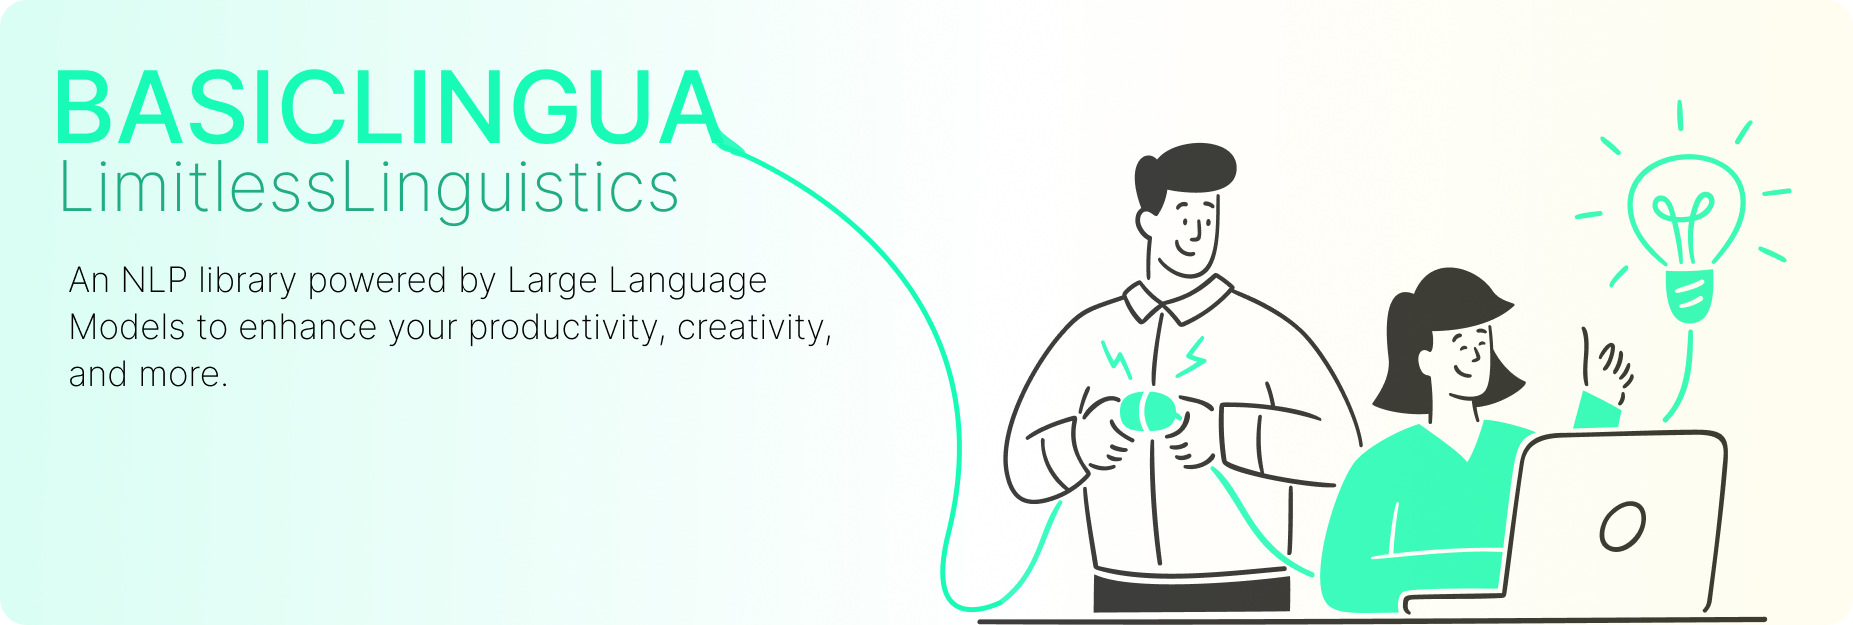 BASICLINGUA
LimitlessLinguistics
An NLP library powered by Large Language
Models to enhance your productivity, creativity,
and more.